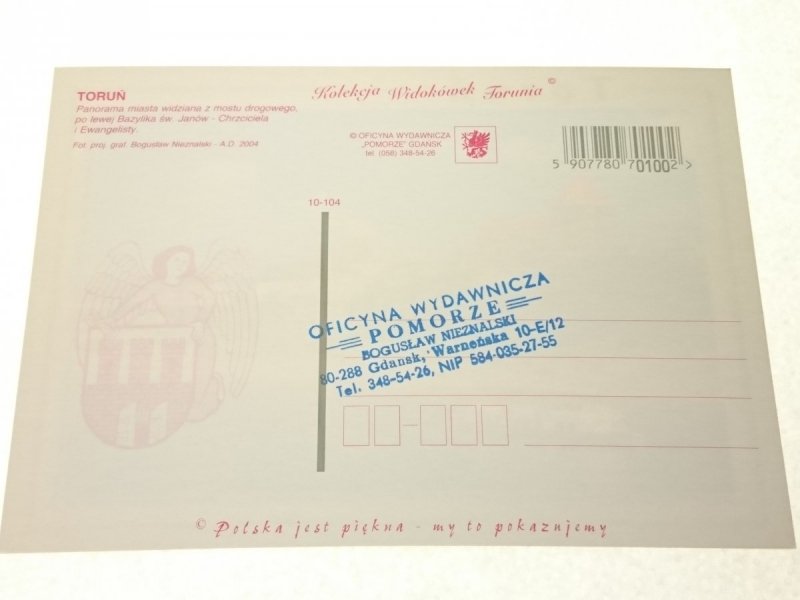 TORUŃ
Panorama miasta widziana z mostu drogowego,
po lewej Bazylika św. Janów - Chrzciciela
i Ewangelisty.
Fot. proj. graf. Bogusław Nieznalski - A.D. 2004
Kolekcja Widokówek Torunia ©
© OFICYNA WYDAWNICZA
„POMORZE" GDAŃSK
tel. (058) 348-54-26
5 907780 701002 >
10-104
OFICYNA WYDAWNICZA
POMORZE
BOGUSŁAW NIEZNALSKI
80-288 Gdansk, Warneńska 10-E/12
Tel. 348-54-26, NIP 584-035-27-55
© Polska jest piękna - my to pokazujemy